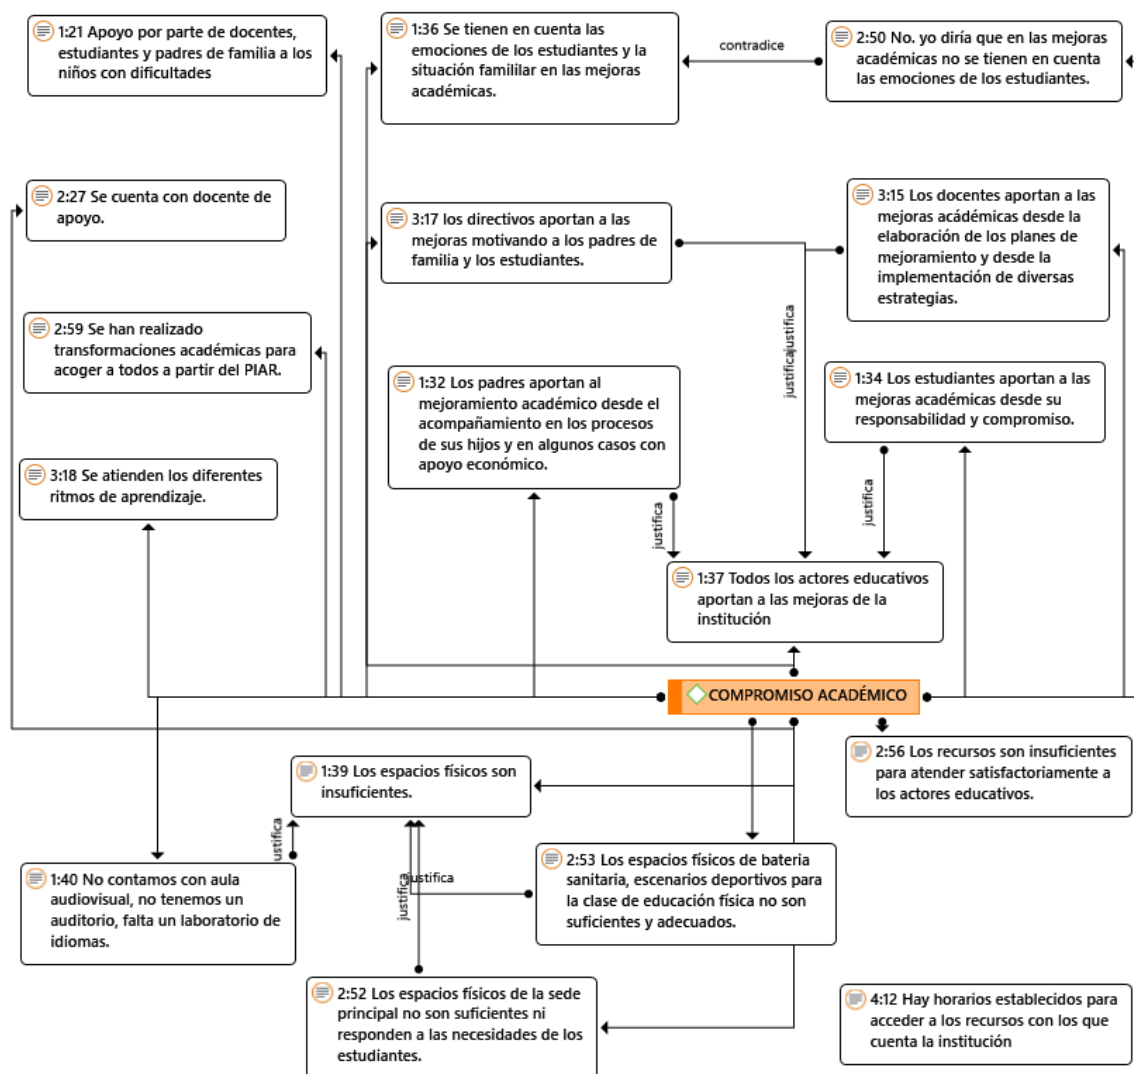 1:21 Apoyo por parte de docentes,
estudiantes y padres de familia a los
niños con dificultades
1:36 Se tienen en cuenta las
emociones de los estudiantes y la
situación famililar en las mejoras
académicas.
contradice
2:50 No. yo diría que en las mejoras
académicas no se tienen en cuenta
las emociones de los estudiantes.
2:27 Se cuenta con docente de
apoyo.
3:17 los directivos aportan a las
mejoras motivando a los padres de
familia y los estudiantes.
3:15 Los docentes aportan a las
mejoras acádémicas desde la
elaboración de los planes de
mejoramiento y desde la
implementación de diversas
estrategias.
2:59 Se han realizado
transformaciones académicas para
acoger a todos a partir del PIAR.
justifica
justifica
1:32 Los padres aportan al
mejoramiento académico desde el
acompañamiento en los procesos
de sus hijos y en algunos casos con
apoyo económico.
1:34 Los estudiantes aportan a las
mejoras académicas desde su
responsabilidad y compromiso.
3:18 Se atienden los diferentes
ritmos de aprendizaje.
justifica
justifica
1:37 Todos los actores educativos
aportan a las mejoras de la
institución
COMPROMISO ACADÉMICO
2:56 Los recursos son insuficientes
para atender satisfactoriamente a
los actores educativos.
1:39 Los espacios físicos son
insuficientes.
ustifica
1:40 No contamos con aula
audiovisual, no tenemos un
auditorio, falta un laboratorio de
idiomas.
justifica
justifica
2:53 Los espacios físicos de bateria
sanitaria, escenarios deportivos para
la clase de educación física no son
suficientes y adecuados.
2:52 Los espacios físicos de la sede
principal no son suficientes ni
responden a las necesidades de los
estudiantes.
4:12 Hay horarios establecidos para
acceder a los recursos con los que
cuenta la institución